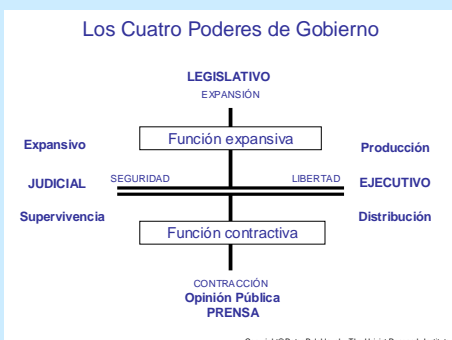 Los Cuatro Poderes de Gobierno
LEGISLATIVO
EXPANSIÓN
Función expansiva
Expansivo
Producción
SEGURIDAD
LIBERTAD
JUDICIAL
EJECUTIVO
Supervivencia
Distribución
Función contractiva
CONTRACCIÓN
Opinión Pública
PRENSA